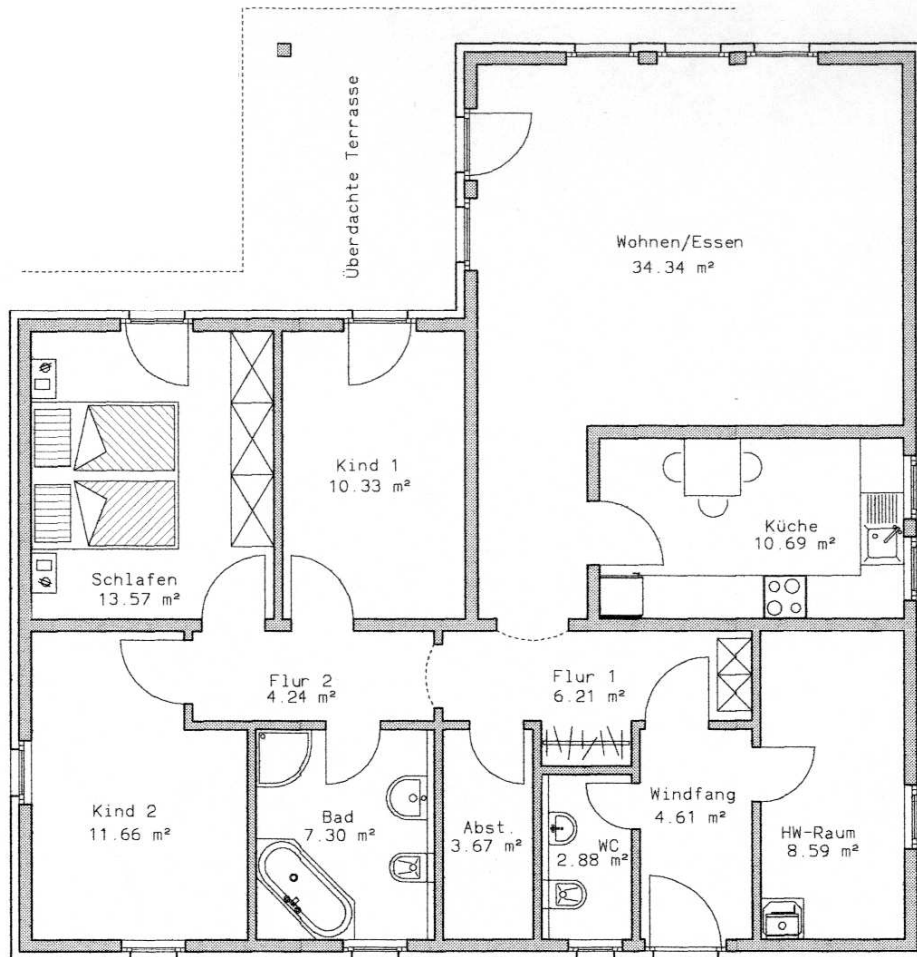 Überdachte Terrasse
Wohnen/Essen
34.34 m²
Kind 1
10.33 m²
Küche
10.69 m²
Schlafen
13.57 m²
Flur 2
4.24 m²
Flur 1
6.21 m²
Kind 2
11.66 m²
Bad
7.30 m²
Abst.
3.67 m²
WC
2.88 m²
Windfang
4.61 m²
HW-Raum
8.59 m²